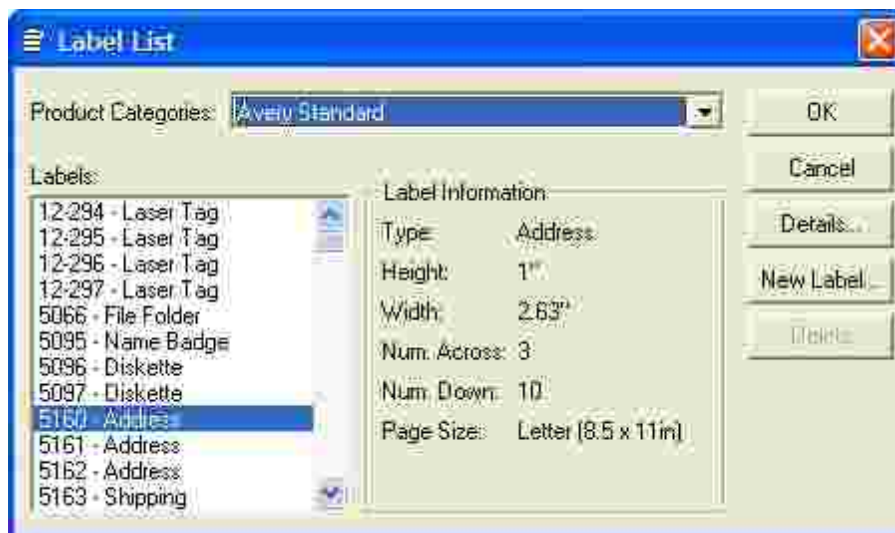 Label List
Product Categories: Avery Standard
OK
Cancel
Details...
New Label...
Delete
Labels:
12-294 - Laser Tag
12-295 - Laser Tag
12-296 - Laser Tag
12-297 - Laser Tag
5066 - File Folder
5095 - Name Badge
5096 - Diskette
5097 - Diskette
5160 - Address
5161 - Address
5162 - Address
5163 - Shipping
Label Information
Type: Address
Height: 1"
Width: 2.63"
Num. Across: 3
Num. Down: 10
Page Size: Letter (8.5 x 11in)